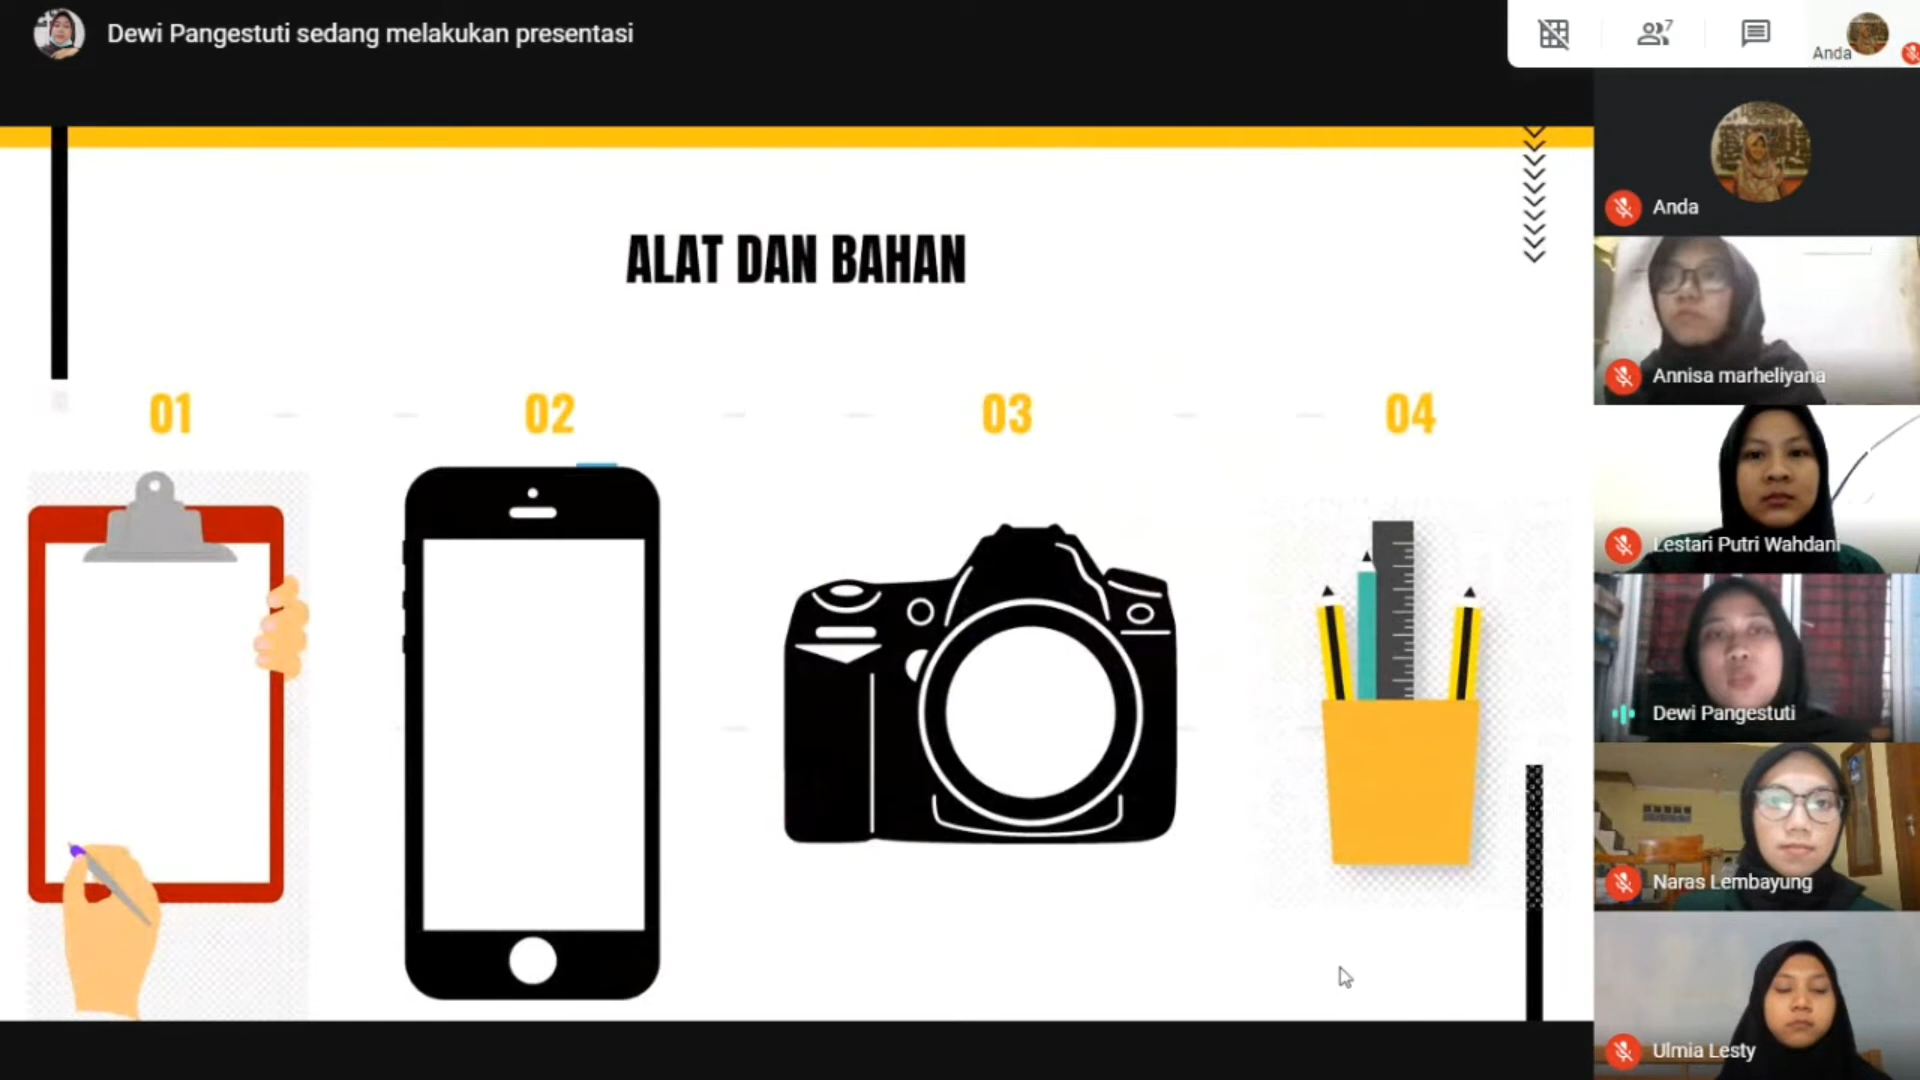 Dewi Pangestuti sedang melakukan presentasi
7
Anda
ALAT DAN BAHAN
01 02 03 04
Anda
Annisa marheliyana
Lestari Putri Wahdani
Dewi Pangestuti
Naras Lembayung
Ulmia Lesty